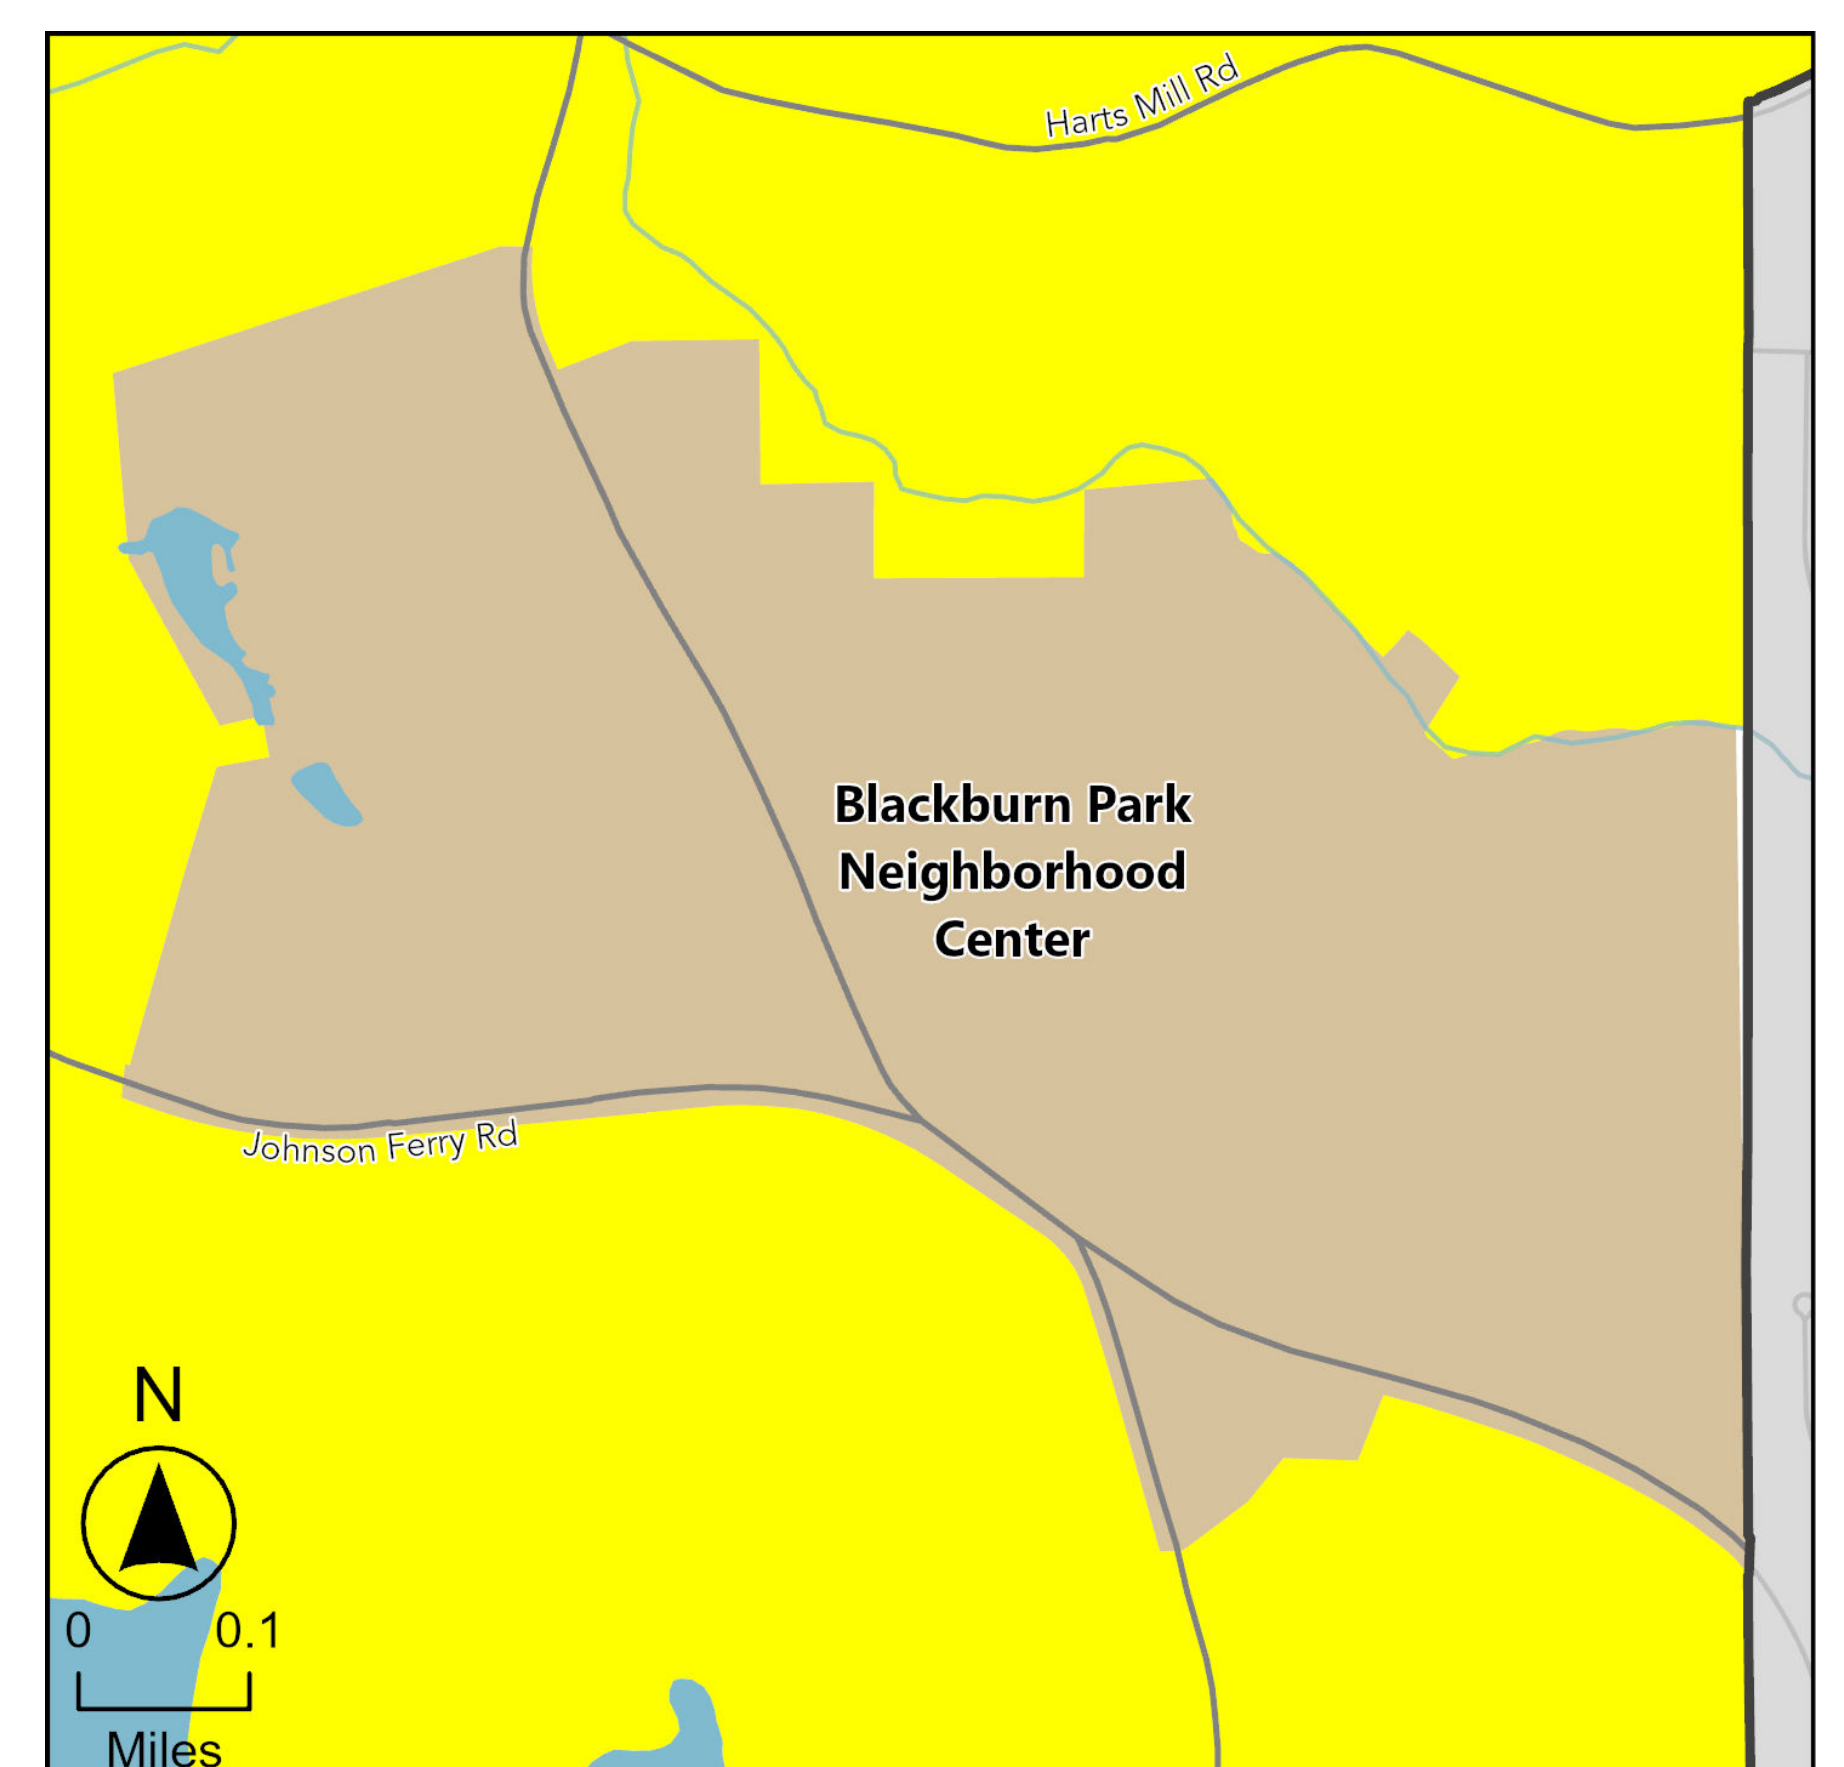 Harts Mill Rd
Blackburn Park
Neighborhood
Center
Johnson Ferry Rd
N
0 0.1
Miles